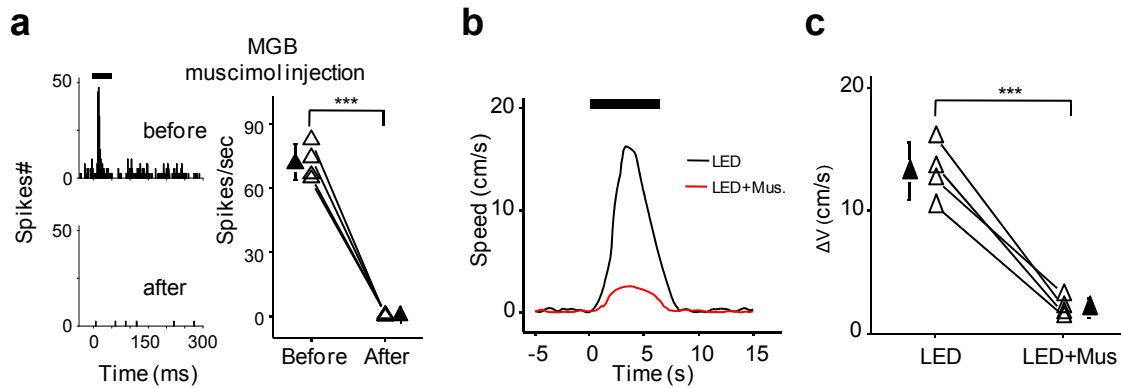 a
MGB
muscimol injection
50
0
Spikes#
before
50
0
after
0
150
300
Time (ms)
90
60
30
0
Spikes/sec
***
Before
After
b
20
10
0
Speed (cm/s)
LED
LED+Mus.
-5
0
5
10
15
Time (s)
c
20
10
0
ΔV (cm/s)
***
LED
LED+Mus